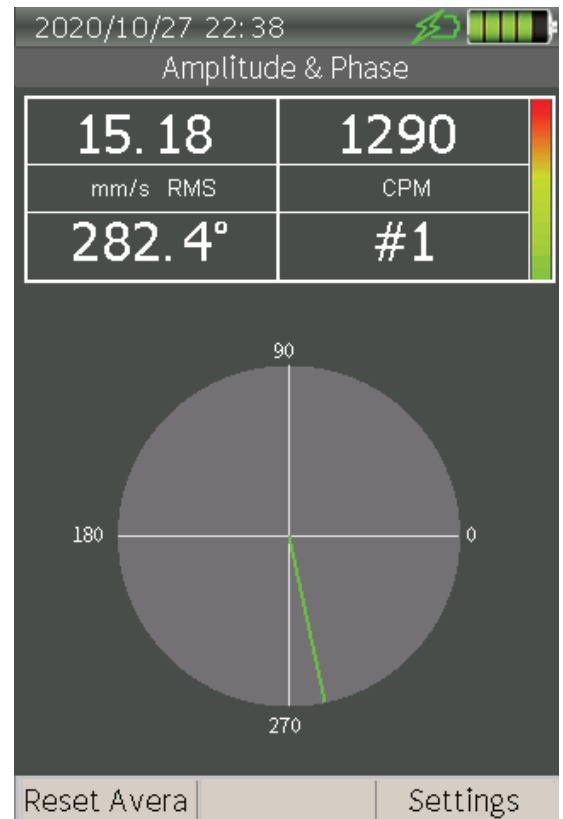 2020/10/27 22:38
Amplitude & Phase
15.18 1290
mm/s RMS CPM
282.4° #1
90
180 0
270
Reset Avera Settings